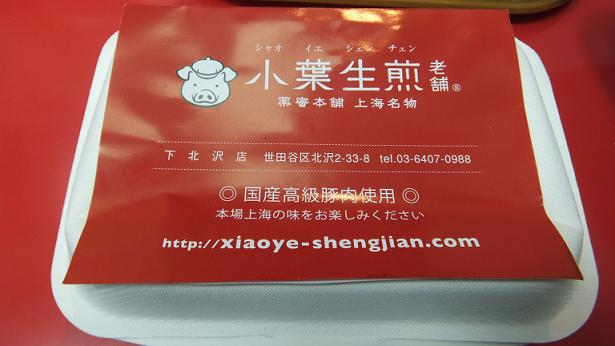 シャオ イエ シェン チェン
小葉生煎老舗®
薬審本舗 上海名物
下北沢店 世田谷区北沢2-33-8 tel.03-6407-0988
◎ 国産高級豚肉使用 ◎
本場上海の味をお楽しみください
http://xiaoye-shengjian.com